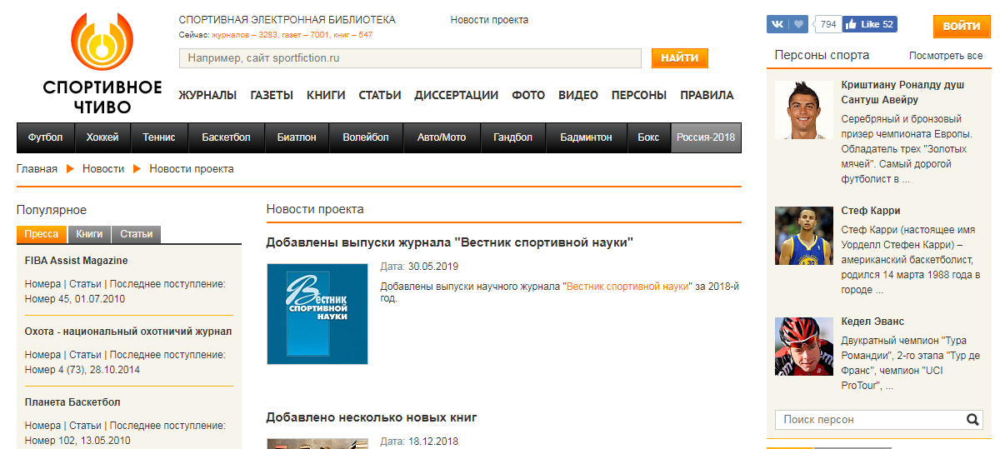 СПОРТИВНОЕ
ЧТИВО
СПОРТИВНАЯ ЭЛЕКТРОННАЯ БИБЛИОТЕКА
Новости проекта
Сейчас: журналов – 3283, газет – 7001, книг – 547
Например, сайт sportfiction.ru
НАЙТИ
ЖУРНАЛЫ ГАЗЕТЫ КНИГИ СТАТЬИ ДИССЕРТАЦИИ ФОТО ВИДЕО ПЕРСОНЫ ПРАВИЛА
794
Like 52
ВОЙТИ
Футбол Хоккей Теннис Баскетбол Биатлон Волейбол Авто/Мото Гандбол Бадминтон Бокс Россия-2018
Главная Новости Новости проекта
Популярное
Пресса Книги Статьи
FIBA Assist Magazine
Номера | Статьи | Последнее поступление:
Номер 45, 01.07.2010
Охота - национальный охотничий журнал
Номера | Статьи | Последнее поступление:
Номер 4 (73), 28.10.2014
Планета Баскетбол
Номера | Статьи | Последнее поступление:
Номер 102, 13.05.2010
Новости проекта
Добавлены выпуски журнала "Вестник спортивной науки"
Вестник
СПОРТИВНОЙ
НАУКИ
Дата: 30.05.2019
Добавлены выпуски научного журнала "Вестник спортивной науки" за 2018-й
год.
Добавлено несколько новых книг
Дата: 18.12.2018
Персоны спорта
Посмотреть все
Криштиану Роналду душ
Сантуш Авейру
Серебряный и бронзовый
призер чемпионата Европы.
Обладатель трех "Золотых
мячей". Самый дорогой
футболист в ...
Стеф Карри
Стеф Карри (настоящее имя
Уорделл Стефен Карри) –
американский баскетболист,
родился 14 марта 1988 года в
городе ...
Кедел Эванс
Двукратный чемпион "Тура
Романдии", 2-го этапа "Тур де
Франс", чемпион "UCI
ProTour", ...
Поиск персон